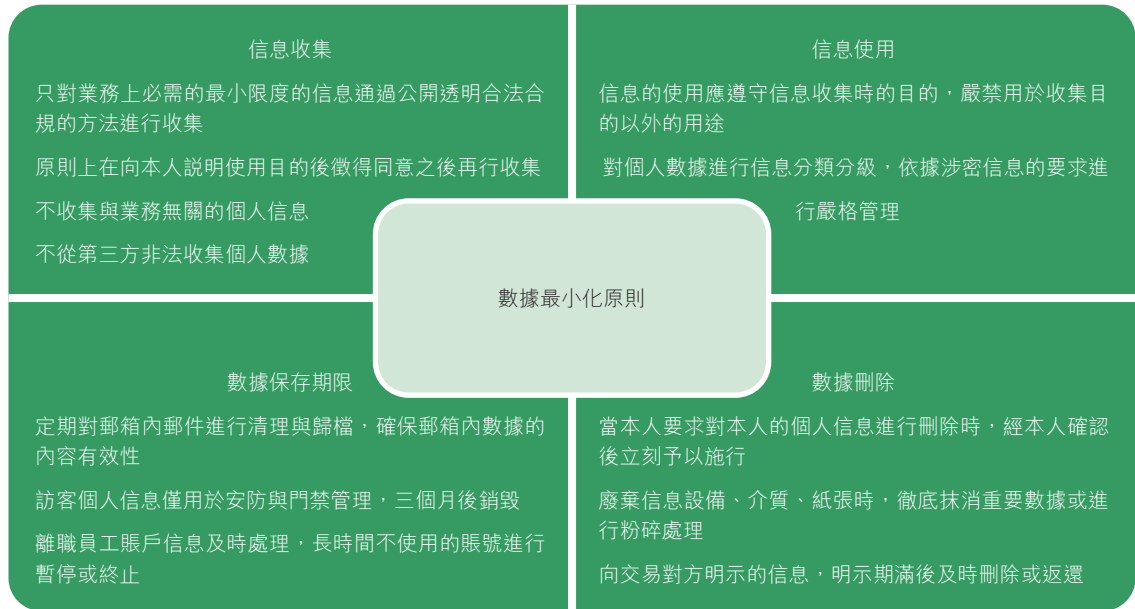 信息收集
只對業務上必需的最小限度的信息通過公開透明合法合
規的方法進行收集
原則上在向本人説明使用目的後徵得同意之後再行收集
不收集與業務無關的個人信息
不從第三方非法收集個人數據
信息使用
信息的使用應遵守信息收集時的目的，嚴禁用於收集目
的以外的用途
對個人數據進行信息分類分級，依據涉密信息的要求進
行嚴格管理
數據最小化原則
數據保存期限
定期對郵箱內郵件進行清理與歸檔，確保郵箱內數據的
內容有效性
訪客個人信息僅用於安防與門禁管理，三個月後銷毀
離職員工賬戶信息及時處理，長時間不使用的賬號進行
暫停或終止
數據刪除
當本人要求對本人的個人信息進行刪除時，經本人確認
後立刻予以施行
廢棄信息設備、介質、紙張時，徹底抹消重要數據或進
行粉碎處理
向交易對方明示的信息，明示期滿後及時刪除或返還